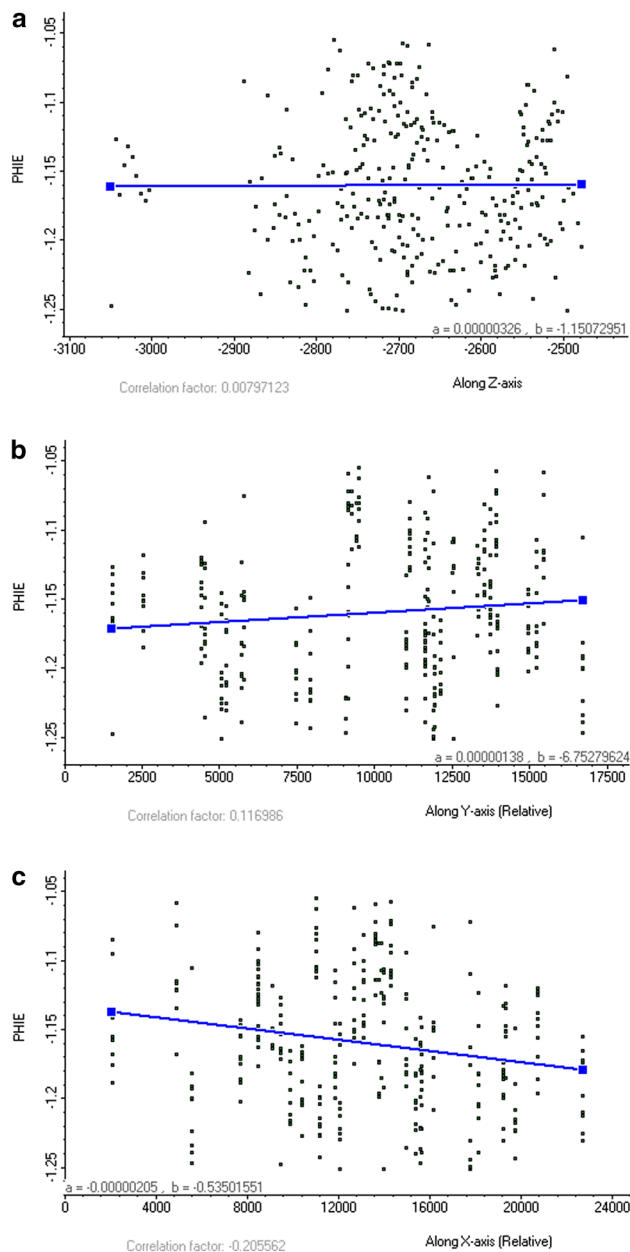 a
PHIE
-1.05
-1.1
-1.15
-1.2
-1.25
a = 0.00000326 , b = -1.15072951
-3100 -3000 -2900 -2800 -2700 -2600 -2500
Correlation factor: 0.00797123
Along Z-axis
b
PHIE
-1.05
-1.1
-1.15
-1.2
-1.25
a = 0.00000138 , b = -6.75279624
0 2500 5000 7500 10000 12500 15000 17500
Correlation factor: 0.116986
Along Y-axis (Relative)
c
PHIE
-1.05
-1.1
-1.15
-1.2
-1.25
a = -0.00000205 , b = -0.53501551
0 4000 8000 12000 16000 20000 24000
Correlation factor: -0.205562
Along X-axis (Relative)